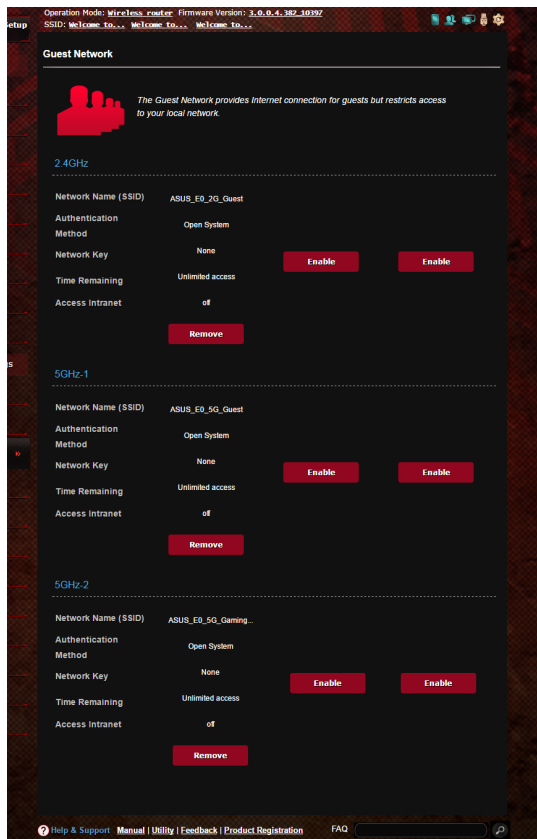 Operation Mode: Wireless router Firmware Version: 3.0.0.4.382_10397
Setup
SSID: Welcome to... Welcome to... Welcome to...
Guest Network
The Guest Network provides Internet connection for guests but restricts access
to your local network.
2.4GHz
Network Name (SSID) ASUS_E0_2G_Guest
Authentication
Method Open System
Network Key None
Enable Enable
Time Remaining Unlimited access
Access Intranet off
Remove
gs
5GHz-1
Network Name (SSID) ASUS_E0_5G_Guest
Authentication
Method Open System
Network Key None
Enable Enable
Time Remaining Unlimited access
Access Intranet off
Remove
5GHz-2
Network Name (SSID) ASUS_E0_5G_Gaming...
Authentication
Method Open System
Network Key None
Enable Enable
Time Remaining Unlimited access
Access Intranet off
Remove
? Help & Support Manual | Utility | Feedback | Product Registration FAQ